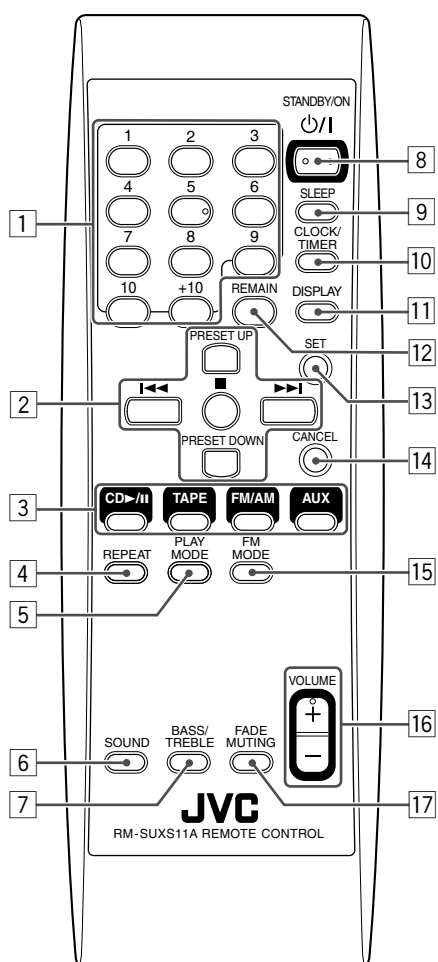 STANDBY/ON
⏻/I
1 2 3
8
SLEEP
4 5 6
9
1
CLOCK/
TIMER
7 8 9
10
10 +10 REMAIN DISPLAY
11
12
PRESET UP
SET
2
⏮ ■ ⏭
13
PRESET DOWN
CANCEL
14
3
CD►/II TAPE FM/AM AUX
REPEAT
PLAY
MODE
FM
MODE
4
5
15
VOLUME
+
16
–
6
SOUND
BASS/
TREBLE
FADE
MUTING
7
17
JVC
RM-SUXS11A REMOTE CONTROL